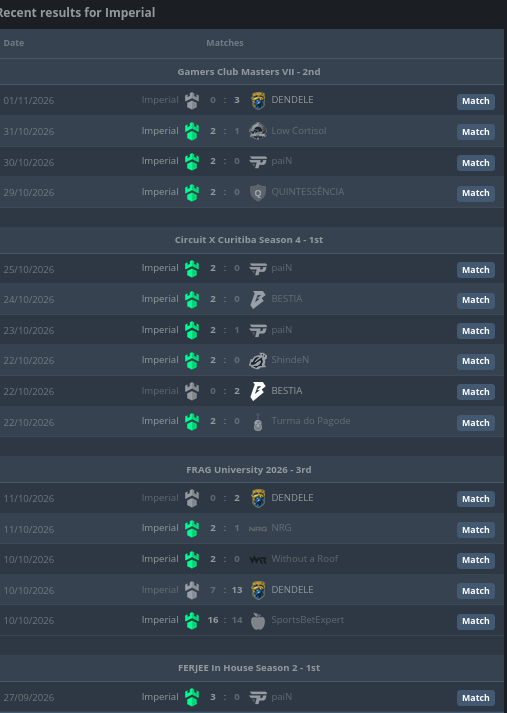 Recent results for Imperial
Date Matches
Gamers Club Masters VII - 2nd
01/11/2026 Imperial 0 : 3 DENDELE Match
31/10/2026 Imperial 2 : 1 Low Cortisol Match
30/10/2026 Imperial 2 : 0 paiN Match
29/10/2026 Imperial 2 : 0 Q QUINTESSÊNCIA Match
Circuit X Curitiba Season 4 - 1st
25/10/2026 Imperial 2 : 0 paiN Match
24/10/2026 Imperial 2 : 0 BESTIA Match
23/10/2026 Imperial 2 : 1 paiN Match
22/10/2026 Imperial 2 : 0 ShindeN Match
22/10/2026 Imperial 0 : 2 BESTIA Match
22/10/2026 Imperial 2 : 0 Turma do Pagode Match
FRAG University 2026 - 3rd
11/10/2026 Imperial 0 : 2 DENDELE Match
11/10/2026 Imperial 2 : 1 NRG NRG Match
10/10/2026 Imperial 2 : 0 Without a Roof Match
10/10/2026 Imperial 7 : 13 DENDELE Match
10/10/2026 Imperial 16 : 14 SportsBetExpert Match
FERJEE In House Season 2 - 1st
27/09/2026 Imperial 3 : 0 paiN Match